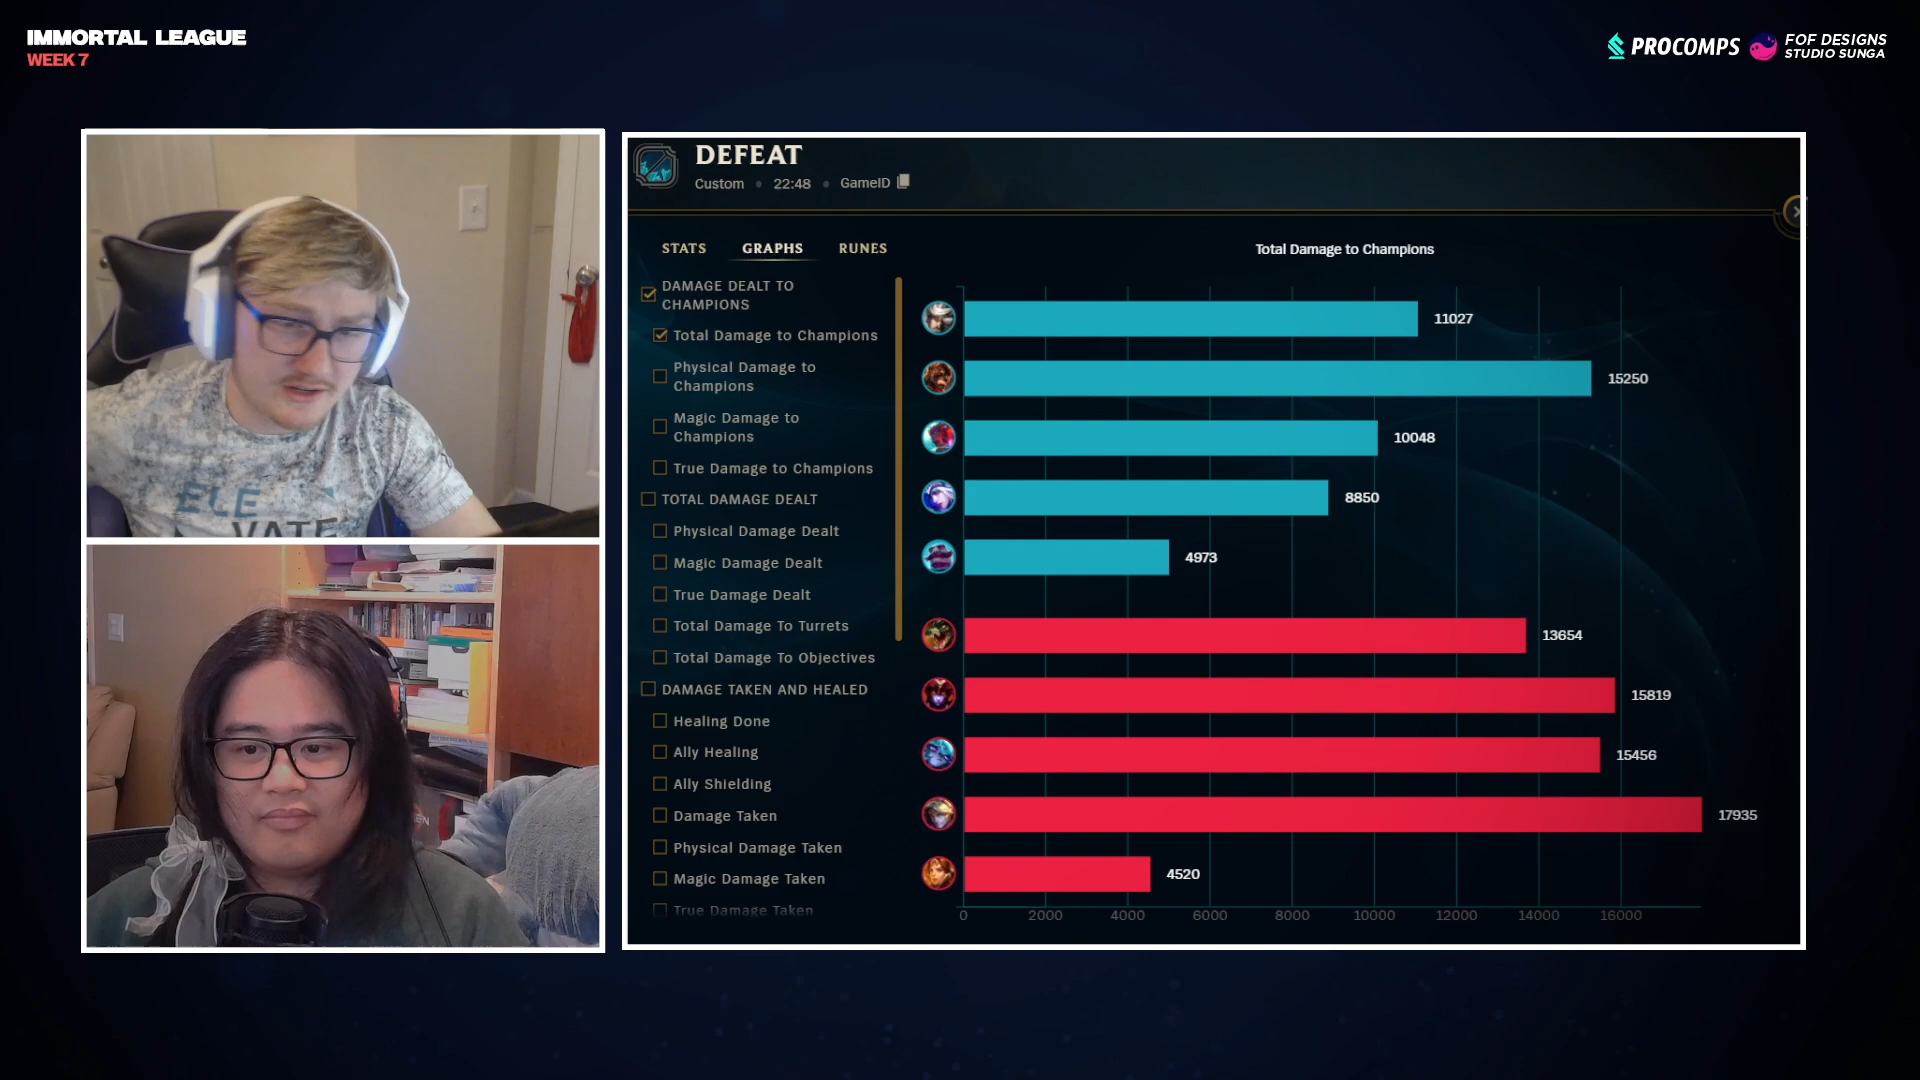 IMMORTAL LEAGUE
WEEK 7
PROCOMPS
FOF DESIGNS
STUDIO SUNGA
ELE
VATE
DEFEAT
Custom • 22:48 • GameID
STATS GRAPHS RUNES
DAMAGE DEALT TO
CHAMPIONS
Total Damage to Champions
Physical Damage to
Champions
Magic Damage to
Champions
True Damage to Champions
TOTAL DAMAGE DEALT
Physical Damage Dealt
Magic Damage Dealt
True Damage Dealt
Total Damage To Turrets
Total Damage To Objectives
DAMAGE TAKEN AND HEALED
Healing Done
Ally Healing
Ally Shielding
Damage Taken
Physical Damage Taken
Magic Damage Taken
True Damage Taken
Total Damage to Champions
11027
15250
10048
8850
4973
13654
15819
15456
17935
4520
0 2000 4000 6000 8000 10000 12000 14000 16000